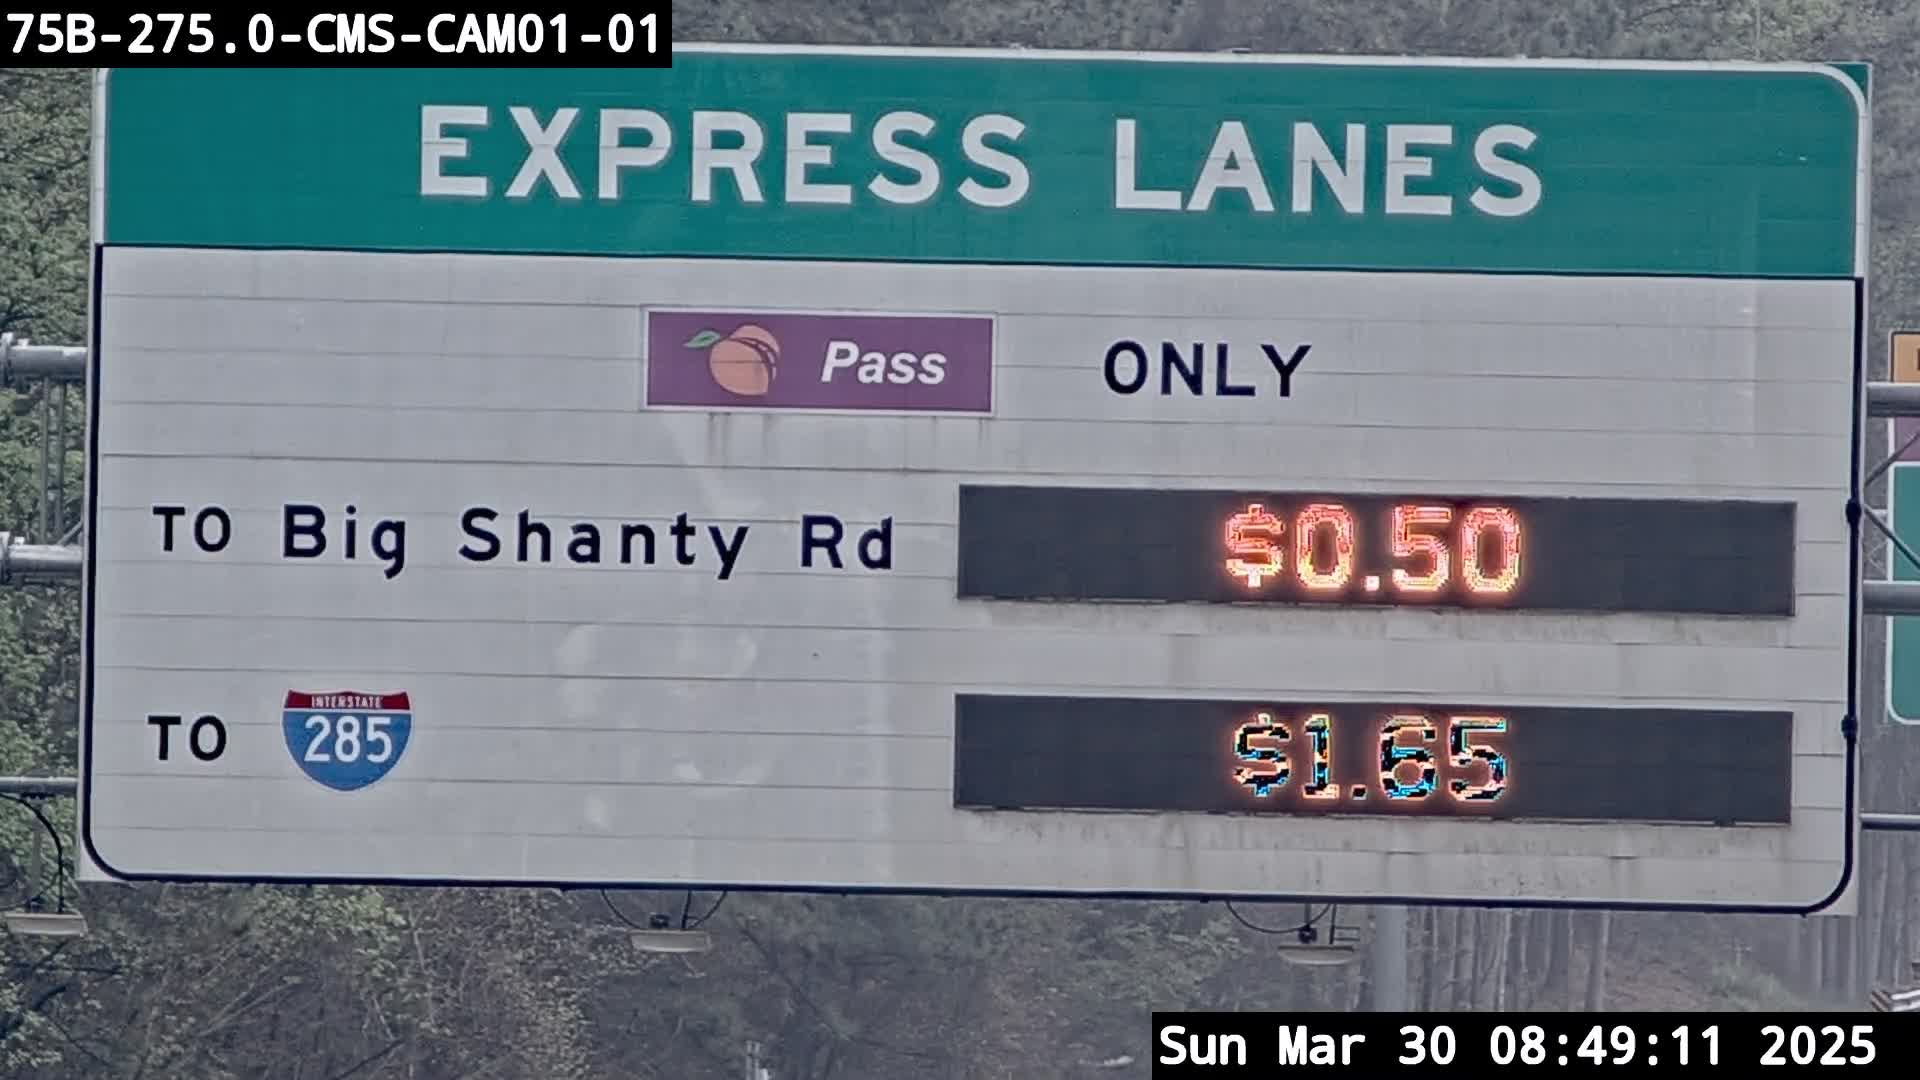 75B-275.0-CMS-CAM01-01
EXPRESS LANES
Pass ONLY
TO Big Shanty Rd $0.50
INTERSTATE
TO 285 $1.65
Sun Mar 30 08:49:11 2025